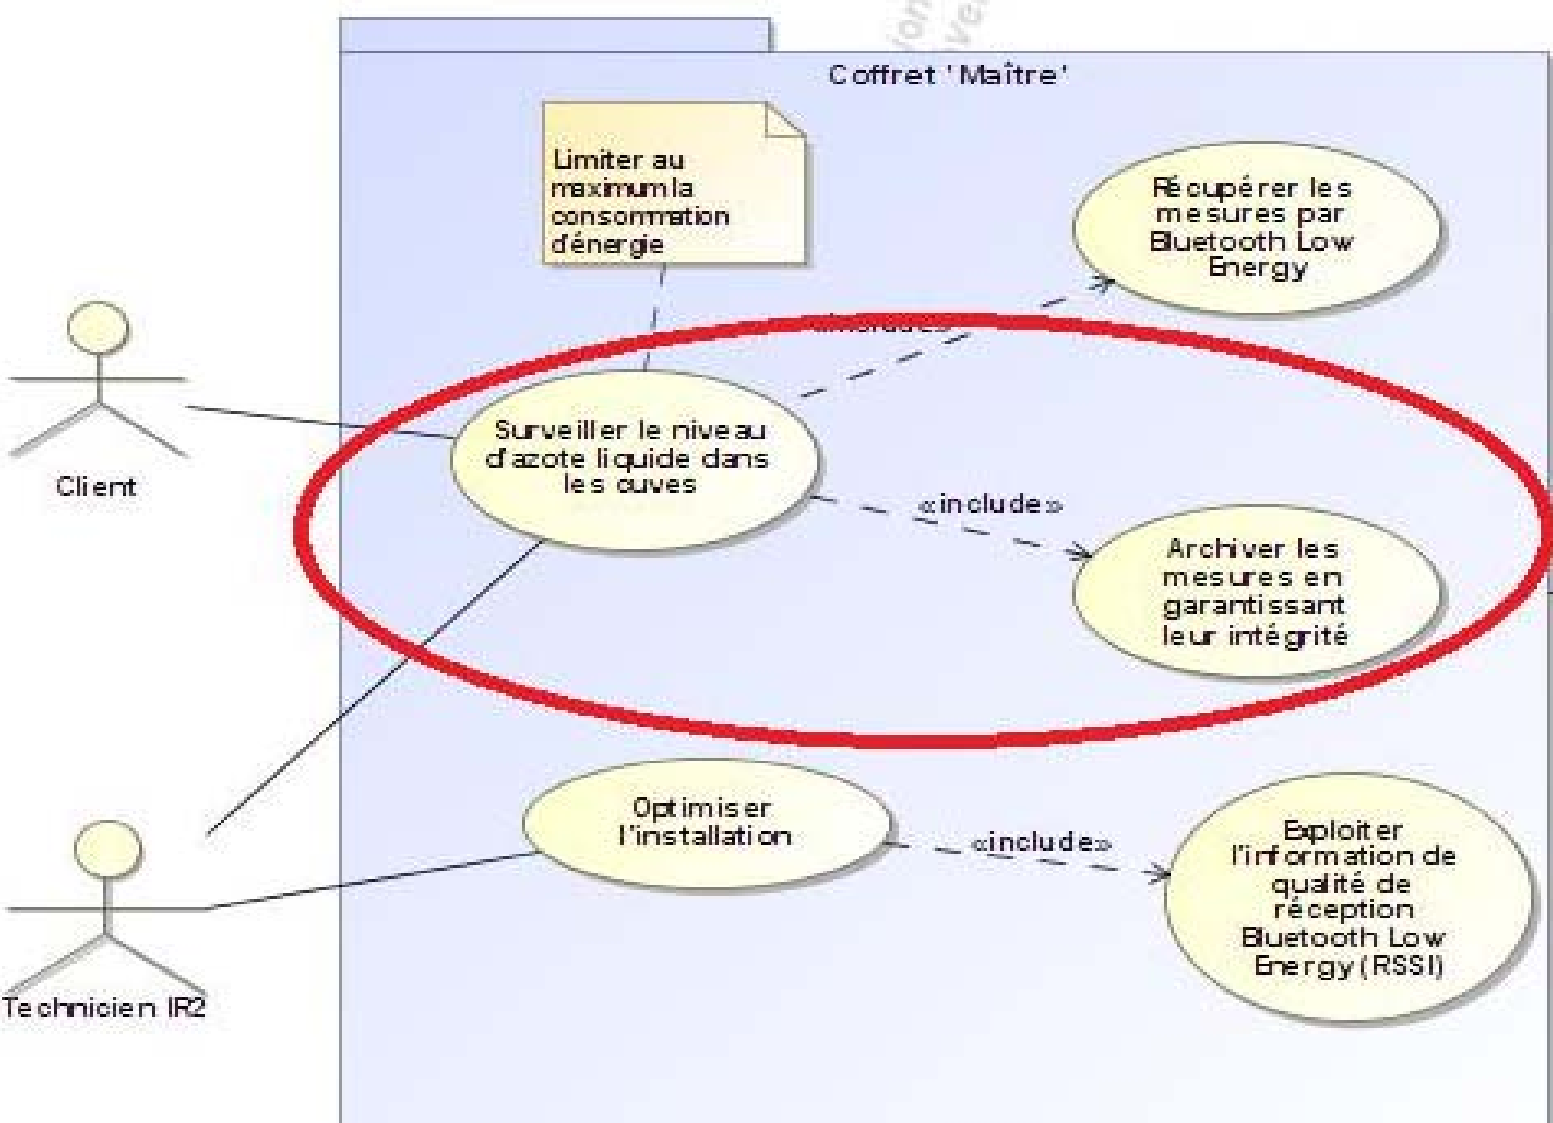 Coffret 'Maître'
Limiter au
maximum la
consommation
d'énergie
Récupérer les
mesures par
Bluetooth Low
Energy
«include»
Client
Surveiller le niveau
d'azote liquide dans
les cuves
«include»
Archiver les
mesures en
garantissant
leur intégrité
Optimiser
l'installation
«include»
Exploiter
l'information de
qualité de
réception
Bluetooth Low
Energy (RSSI)
Technicien IR2